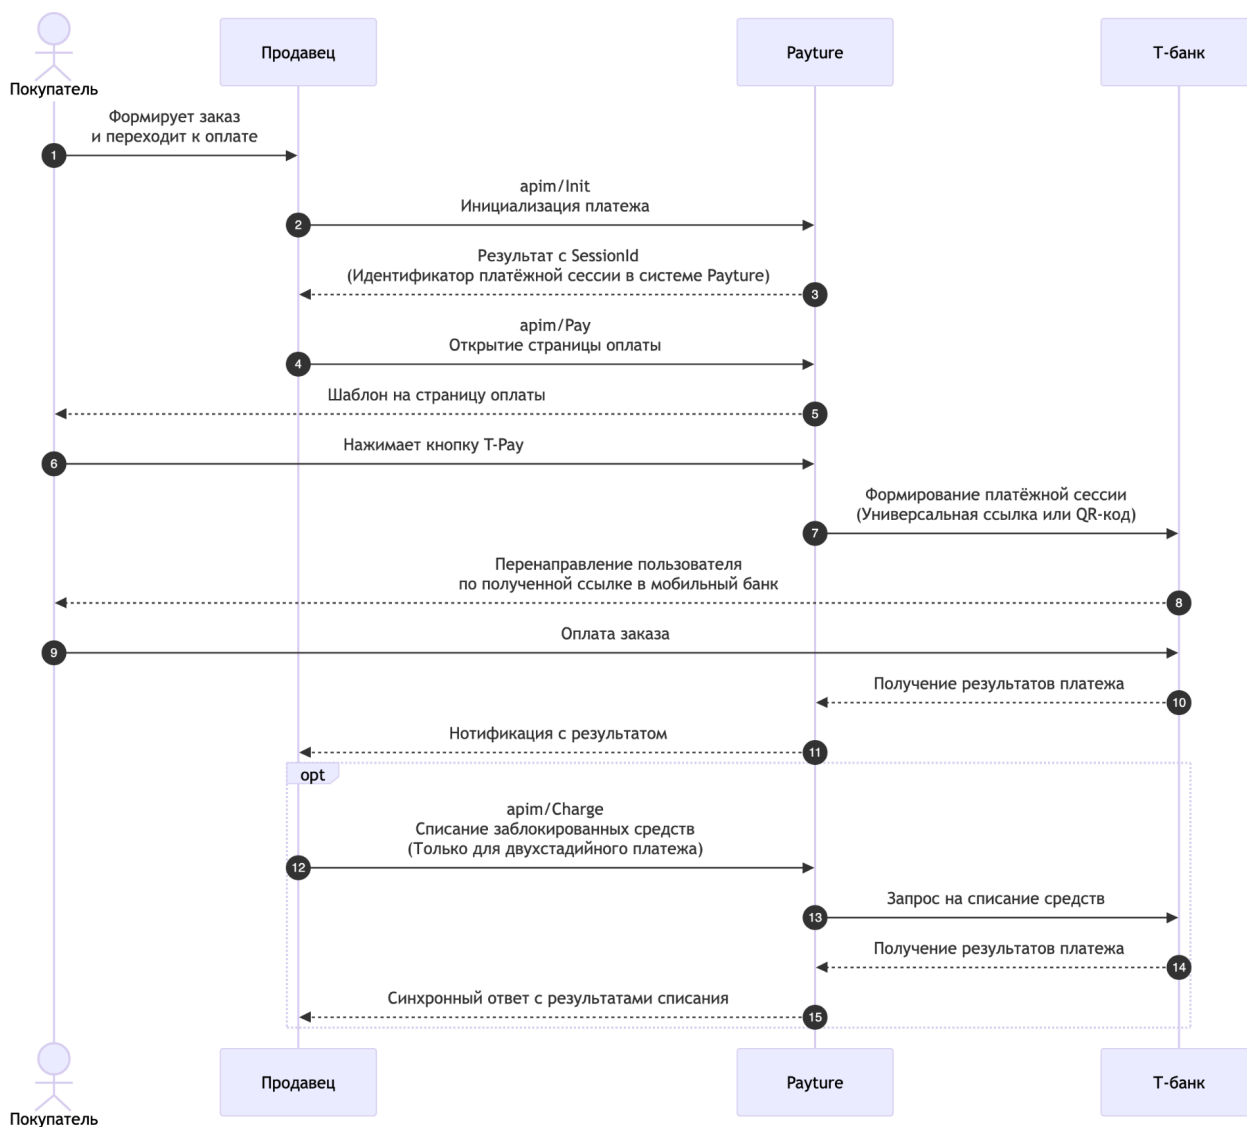 Продавец
Payture
Т-банк
Покупатель
Формирует заказ
и переходит к оплате
1
apim/Init
Инициализация платежа
2
Результат с SessionId
(Идентификатор платёжной сессии в системе Payture)
3
apim/Pay
Открытие страницы оплаты
4
Шаблон на страницу оплаты
5
Нажимает кнопку T-Pay
6
Формирование платёжной сессии
(Универсальная ссылка или QR-код)
7
Перенаправление пользователя
по полученной ссылке в мобильный банк
8
Оплата заказа
9
Получение результатов платежа
10
Нотификация с результатом
11
opt
apim/Charge
Списание заблокированных средств
(Только для двухстадийного платежа)
12
Запрос на списание средств
13
Получение результатов платежа
14
Синхронный ответ с результатами списания
15
Продавец
Payture
Т-банк
Покупатель